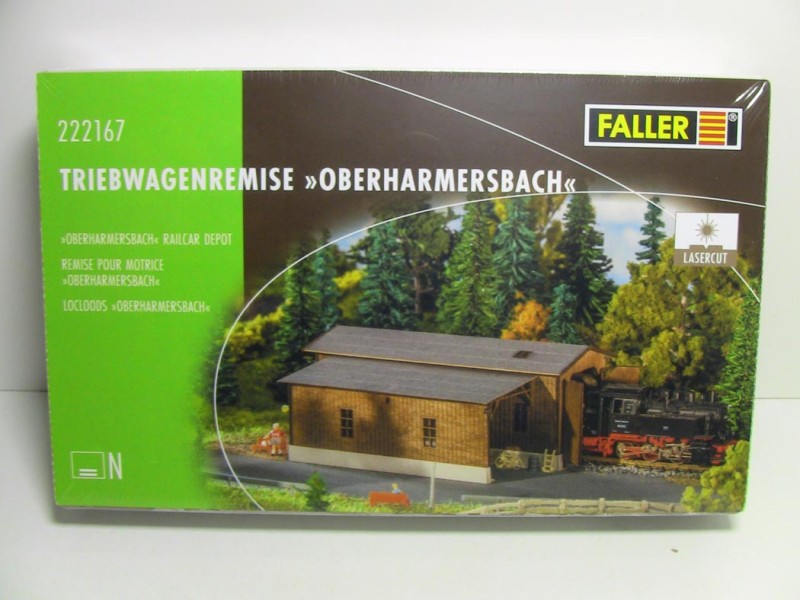 222167
FALLER®
TRIEBWAGENREMISE »OBERHARMERSBACH«
»OBERHARMERSBACH« RAILCAR DEPOT
REMISE POUR MOTRICE
»OBERHARMERSBACH«
LOCLOODS »OBERHARMERSBACH«
LASERCUT
N